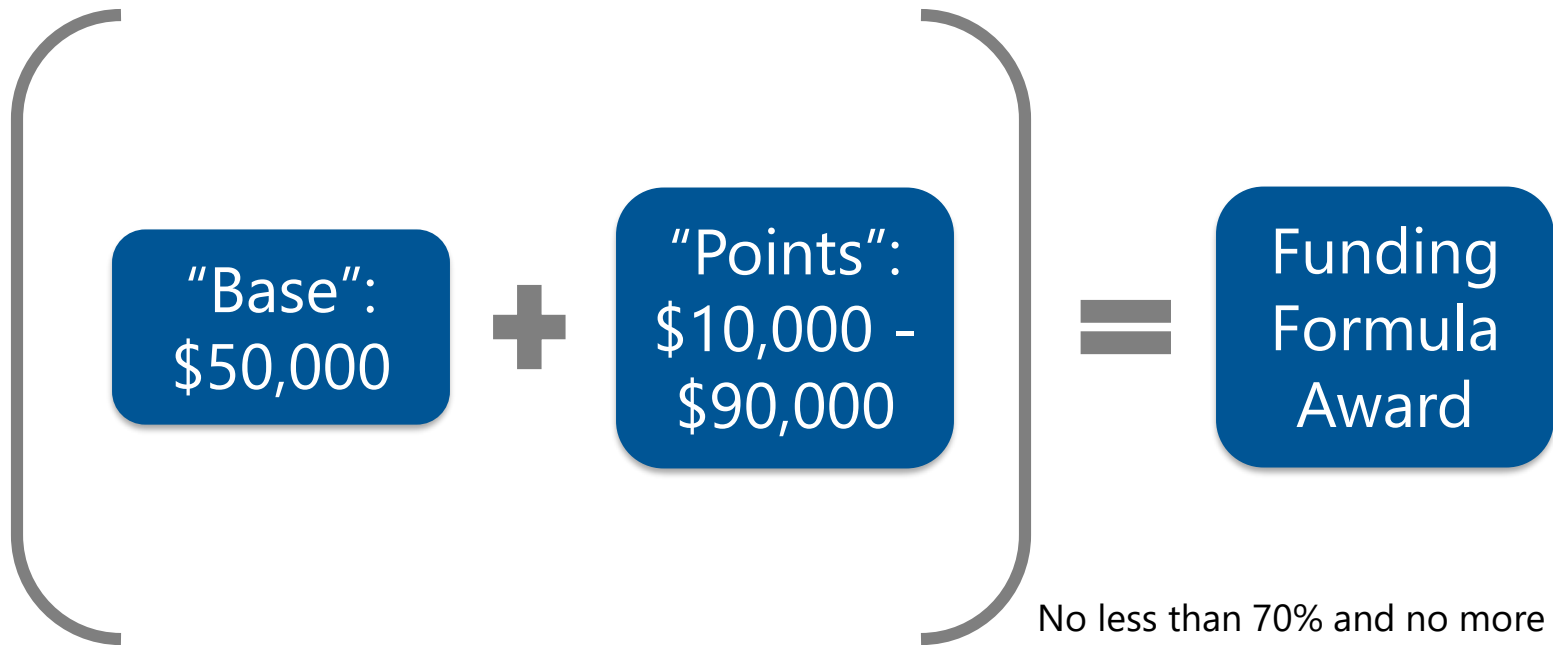 “Base”:
$50,000
“Points”:
$10,000 -
$90,000
Funding
Formula
Award
No less than 70% and no more